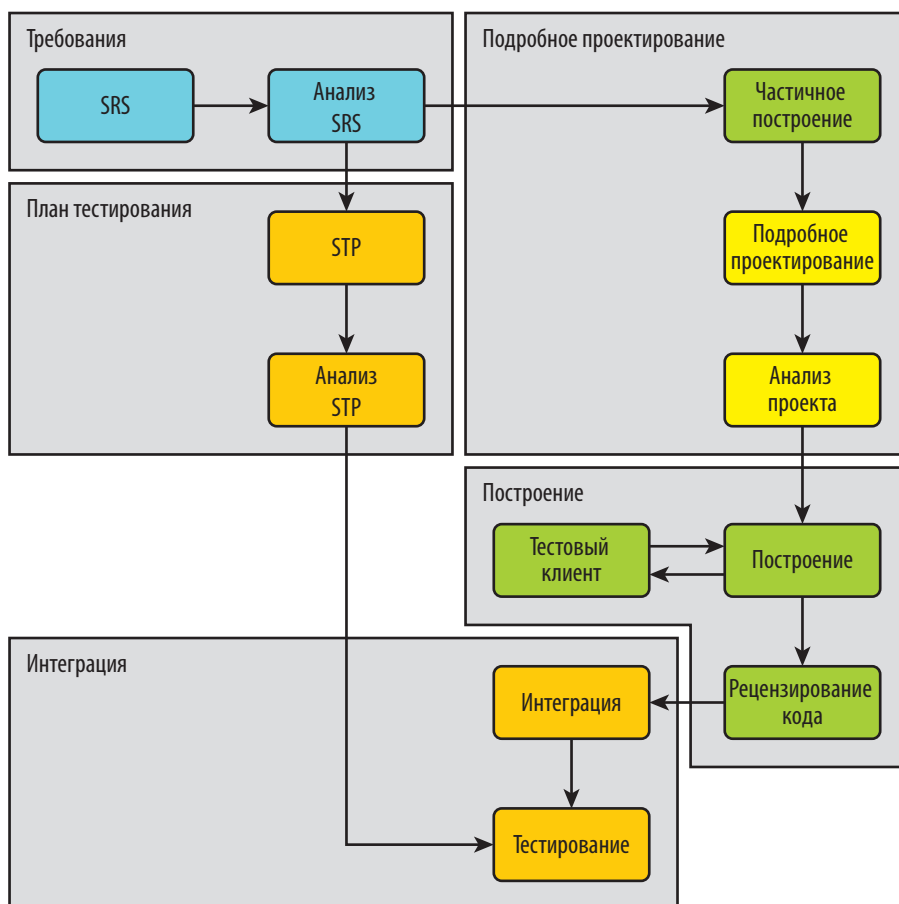 Требования
SRS
Анализ
SRS
Подробное проектирование
Частичное
построение
Подробное
проектирование
Анализ
проекта
План тестирования
STP
Анализ
STP
Построение
Тестовый
клиент
Построение
Рецензирование
кода
Интеграция
Интеграция
Тестирование